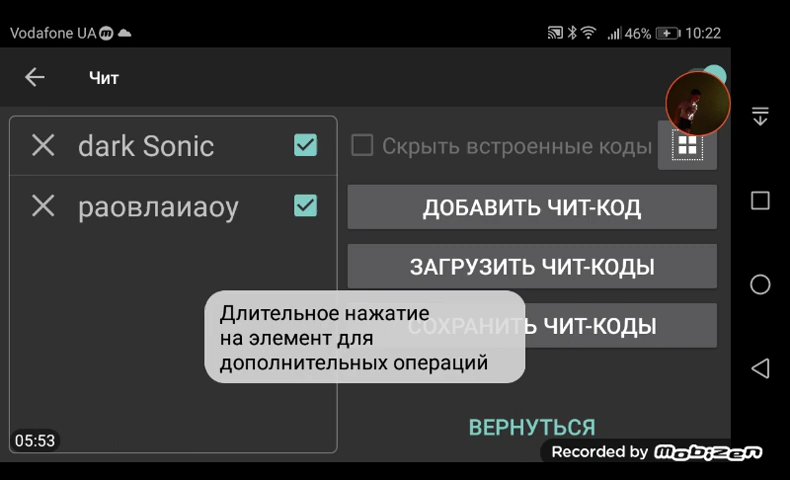 Vodafone UA m 46% 10:22
Чит
dark Sonic
Скрыть встроенные коды
раовлаиаоу
ДОБАВИТЬ ЧИТ-КОД
ЗАГРУЗИТЬ ЧИТ-КОДЫ
СОХРАНИТЬ ЧИТ-КОДЫ
Длительное нажатие
на элемент для
дополнительных операций
ВЕРНУТЬСЯ
05:53
Recorded by Mobizen